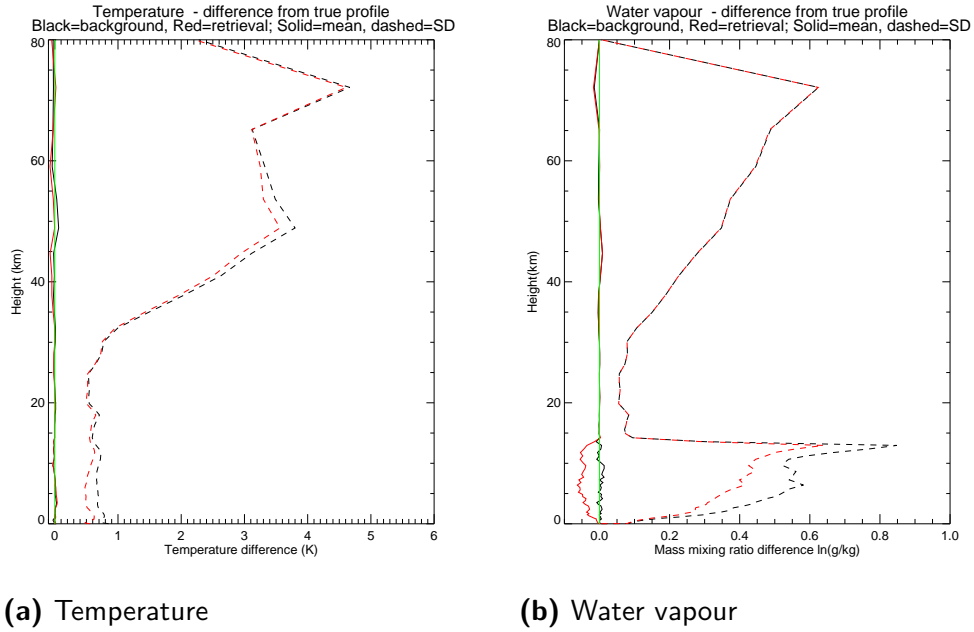 Temperature - difference from true profile
Black=background, Red=retrieval; Solid=mean, dashed=SD
80
60
40
20
0
Height (km)
0 1 2 3 4 5 6
Temperature difference (K)
(a) Temperature
Water vapour - difference from true profile
Black=background, Red=retrieval; Solid=mean, dashed=SD
80
60
40
20
0
Height(km)
0.0 0.2 0.4 0.6 0.8 1.0
Mass mixing ratio difference ln(g/kg)
(b) Water vapour